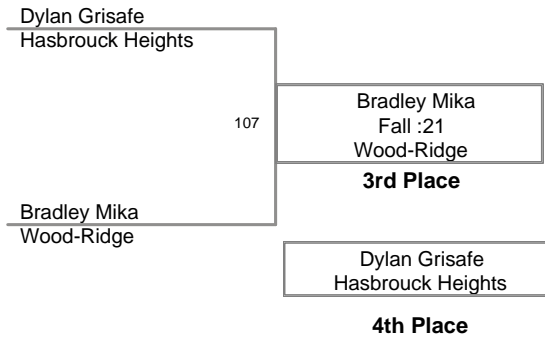 Dylan Grisafe
Hasbrouck Heights
107
Bradley Mika
Fall :21
Wood-Ridge
3rd Place
Bradley Mika
Wood-Ridge
Dylan Grisafe
Hasbrouck Heights
4th Place